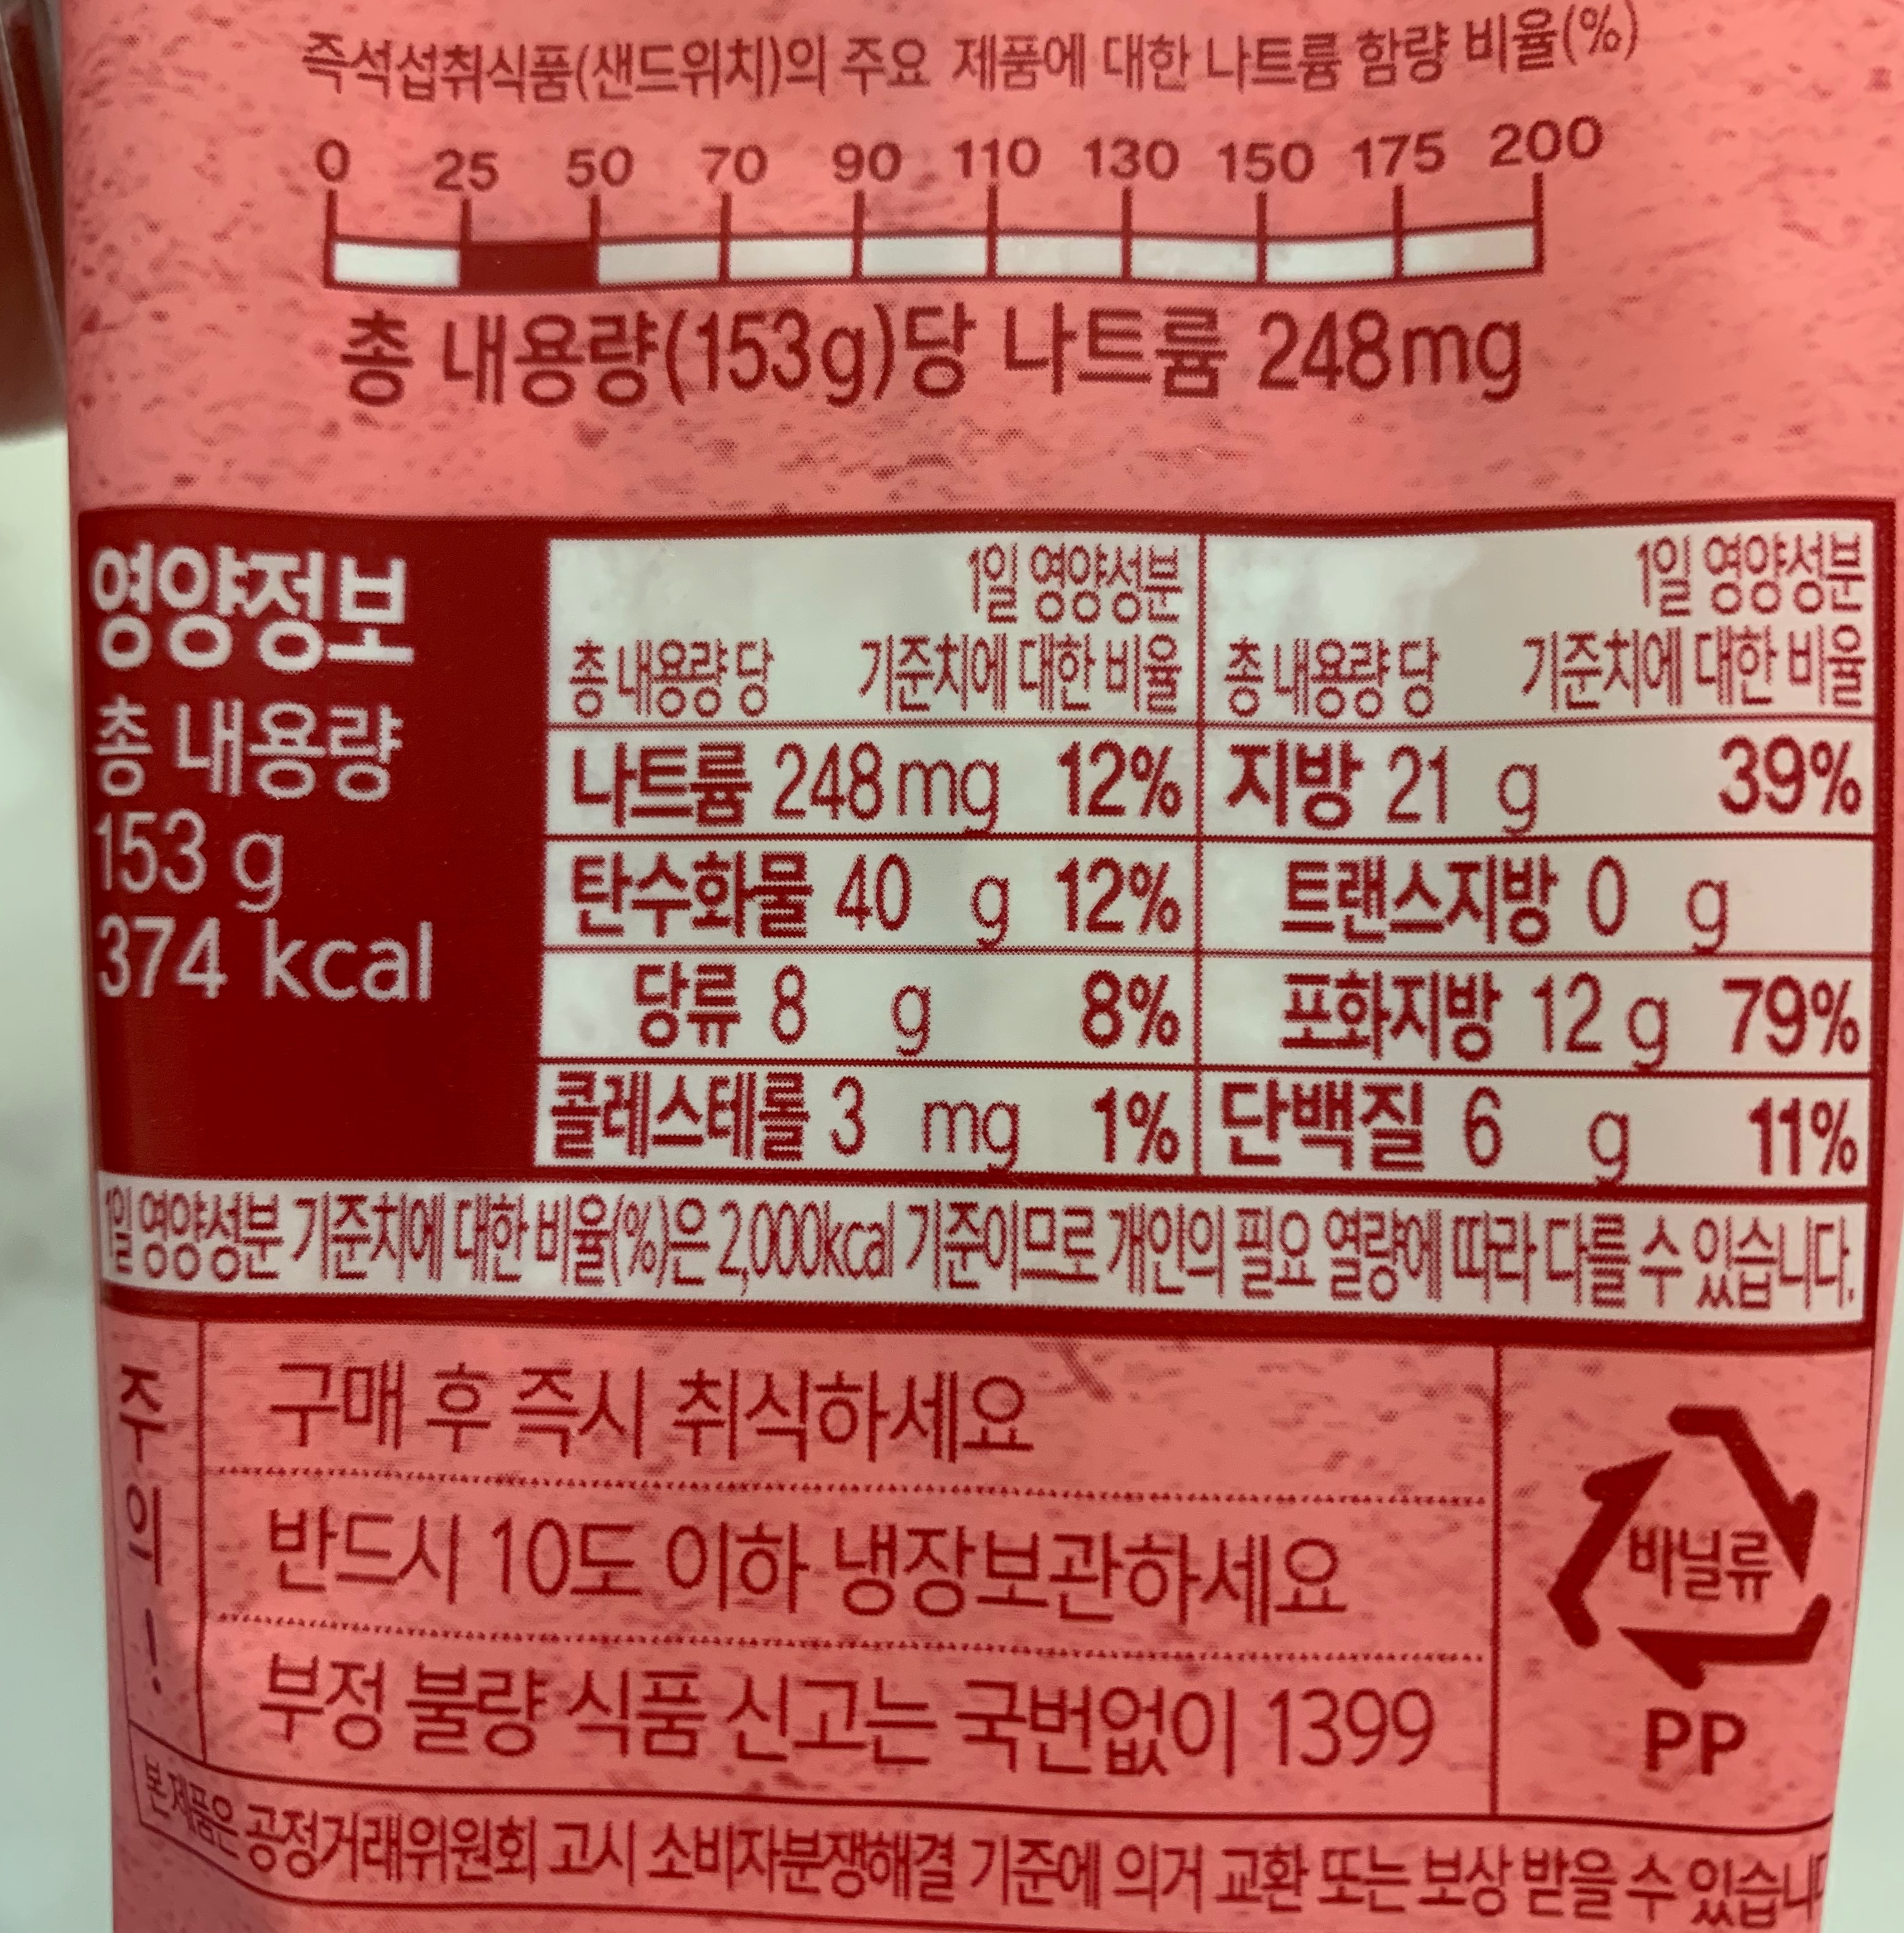 즉석섭취식품(샌드위치)의 주요 제품에 대한 나트륨 함량 비율(%)
0 25 50 70 90 110 130 150 175 200
총 내용량(153g)당 나트륨 248mg
영양정보
총 내용량
153 g
374 kcal
1일 영양성분
총 내용량 당 기준치에 대한 비율
나트륨 248 mg 12%
탄수화물 40 g 12%
당류 8 g 8%
콜레스테롤 3 mg 1%
1일 영양성분
총 내용량 당 기준치에 대한 비율
지방 21 g 39%
트랜스지방 0 g
포화지방 12 g 79%
단백질 6 g 11%
1일 영양성분 기준치에 대한 비율(%)은 2,000kcal 기준이므로 개인의 필요 열량에 따라 다를 수 있습니다.
주의!
구매 후 즉시 취식하세요
반드시 10도 이하 냉장보관하세요
부정 불량 식품 신고는 국번없이 1399
비닐류
PP
본 제품은 공정거래위원회 고시 소비자분쟁해결 기준에 의거 교환 또는 보상 받을 수 있습니